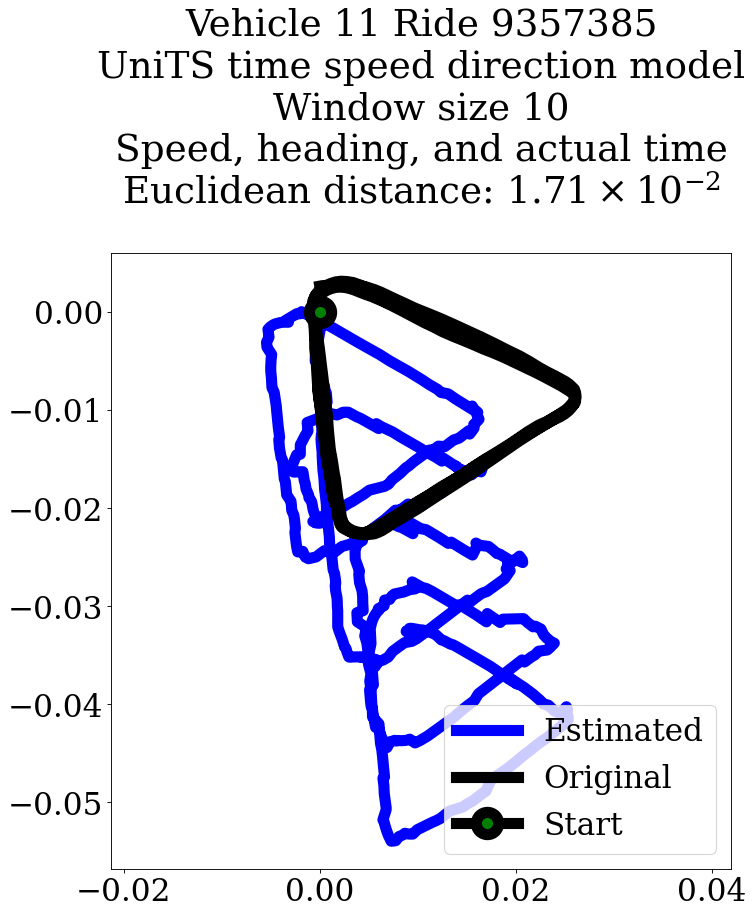 Vehicle 11 Ride 9357385
UniTS time speed direction model
Window size 10
Speed, heading, and actual time
Euclidean distance: 1.71 × 10⁻²
0.00
−0.01
−0.02
−0.03
−0.04
−0.05
Estimated
Original
Start
−0.02
0.00
0.02
0.04